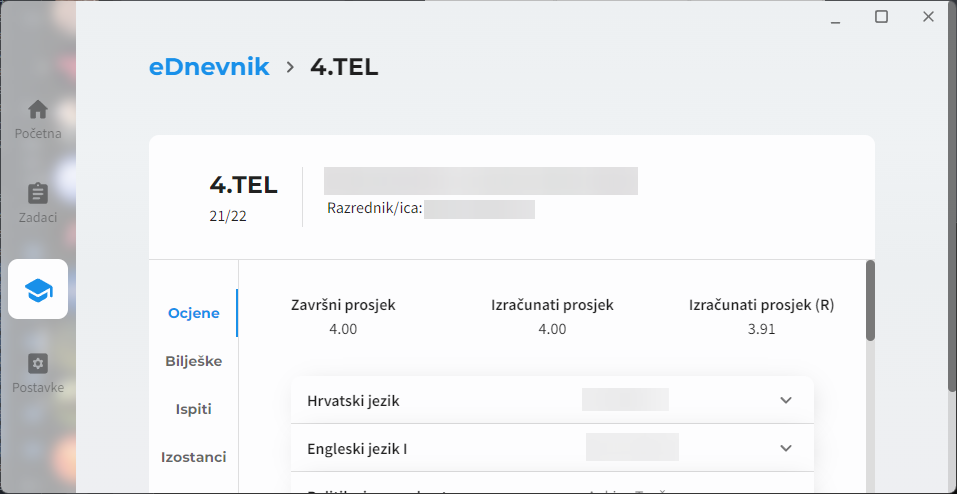 eDnevnik > 4.TEL
Početna
Zadaci
Postavke
4.TEL
21/22
Razrednik/ica:
Ocjene
Bilješke
Ispiti
Izostanci
Završni prosjek
4.00
Izračunati prosjek
4.00
Izračunati prosjek (R)
3.91
Hrvatski jezik
Engleski jezik I